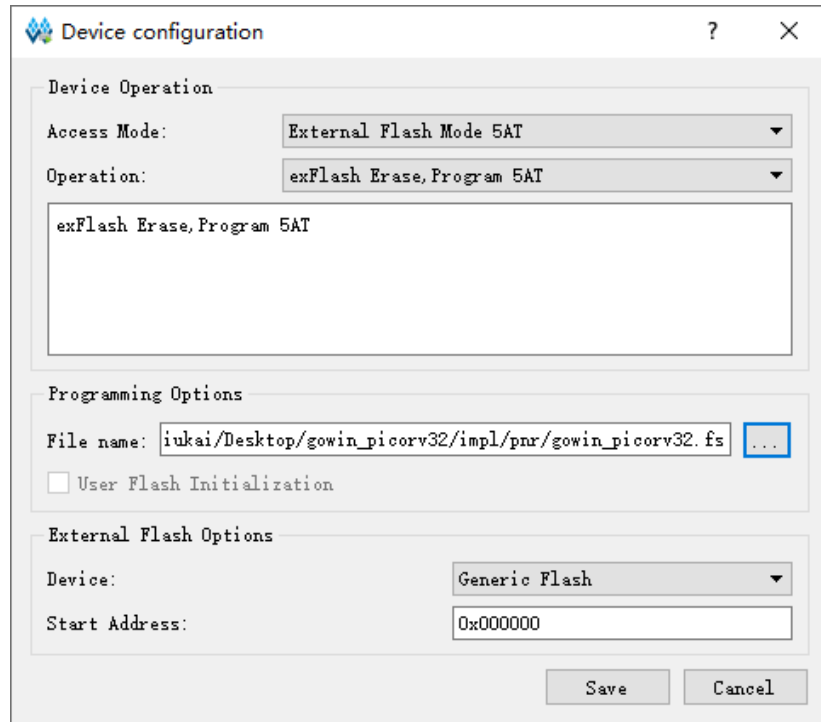 Device configuration ? ×
Device Operation
Access Mode: External Flash Mode 5AT
Operation: exFlash Erase,Program 5AT
exFlash Erase,Program 5AT
Programming Options
File name: iukai/Desktop/gowin_picorv32/impl/pnr/gowin_picorv32.fs ...
User Flash Initialization
External Flash Options
Device: Generic Flash
Start Address: 0x000000
Save Cancel